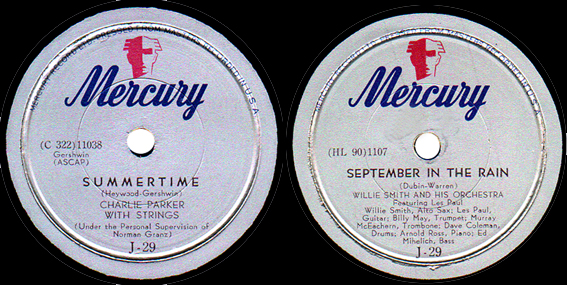 Mercury
(C 322)11038
Gershwin
(ASCAP)
SUMMERTIME
(Heywood-Gershwin)
CHARLIE PARKER
WITH STRINGS
(Under the Personal Supervision of
Norman Granz)
J-29
Mercury
(HL 90)1107
SEPTEMBER IN THE RAIN
(Dubin-Warren)
WILLIE SMITH AND HIS ORCHESTRA
Featuring Les Paul
Willie Smith, Alto Sax; Les Paul,
Guitar; Billy May, Trumpet; Murray
McEachern, Trombone; Dave Coleman,
Drums; Arnold Ross, Piano; Ed
Mihelich, Bass
J-29